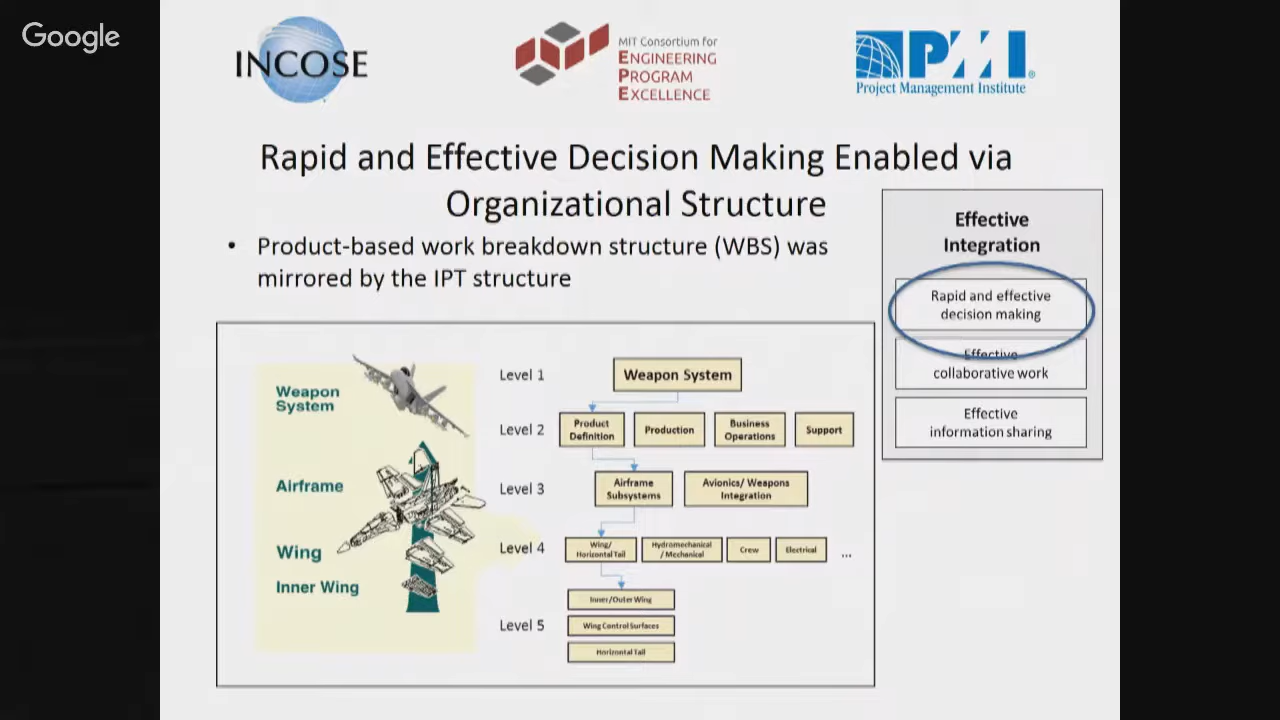 Google
INCOSE
MIT Consortium for
ENGINEERING
PROGRAM
EXCELLENCE
PMI
®
Project Management Institute
Rapid and Effective Decision Making Enabled via
Organizational Structure
• Product-based work breakdown structure (WBS) was
mirrored by the IPT structure
Effective
Integration
Rapid and effective
decision making
Effective
collaborative work
Effective
information sharing
Weapon
System
Airframe
Wing
Inner Wing
Level 1
Weapon System
Level 2
Product
Definition
Production
Business
Operations
Support
Level 3
Airframe
Subsystems
Avionics/ Weapons
Integration
Level 4
Wing/
Horizontal Tail
Hydromechanical
/ Mechanical
Crew
Electrical
...
Level 5
Inner/Outer Wing
Wing Control Surfaces
Horizontal Tail